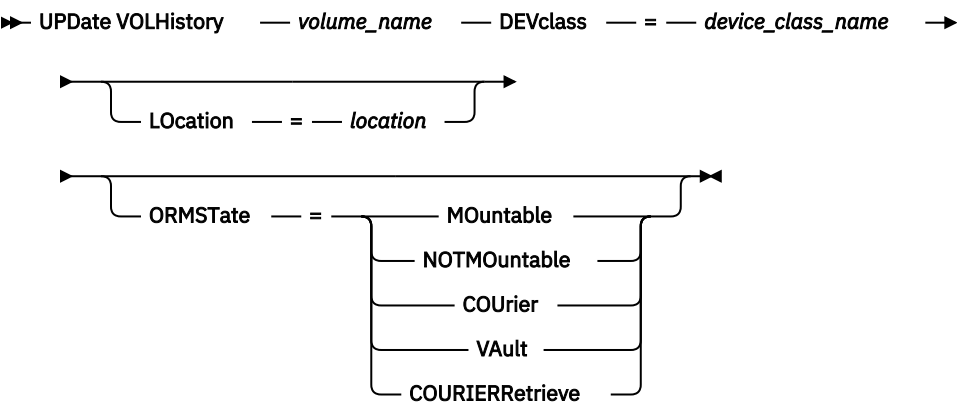 UPDate VOLHistory volume_name DEVclass = device_class_name
LOcation = location
ORMSTate = MOuntable
NOTMOuntable
COUrier
VAult
COURIERRetrieve